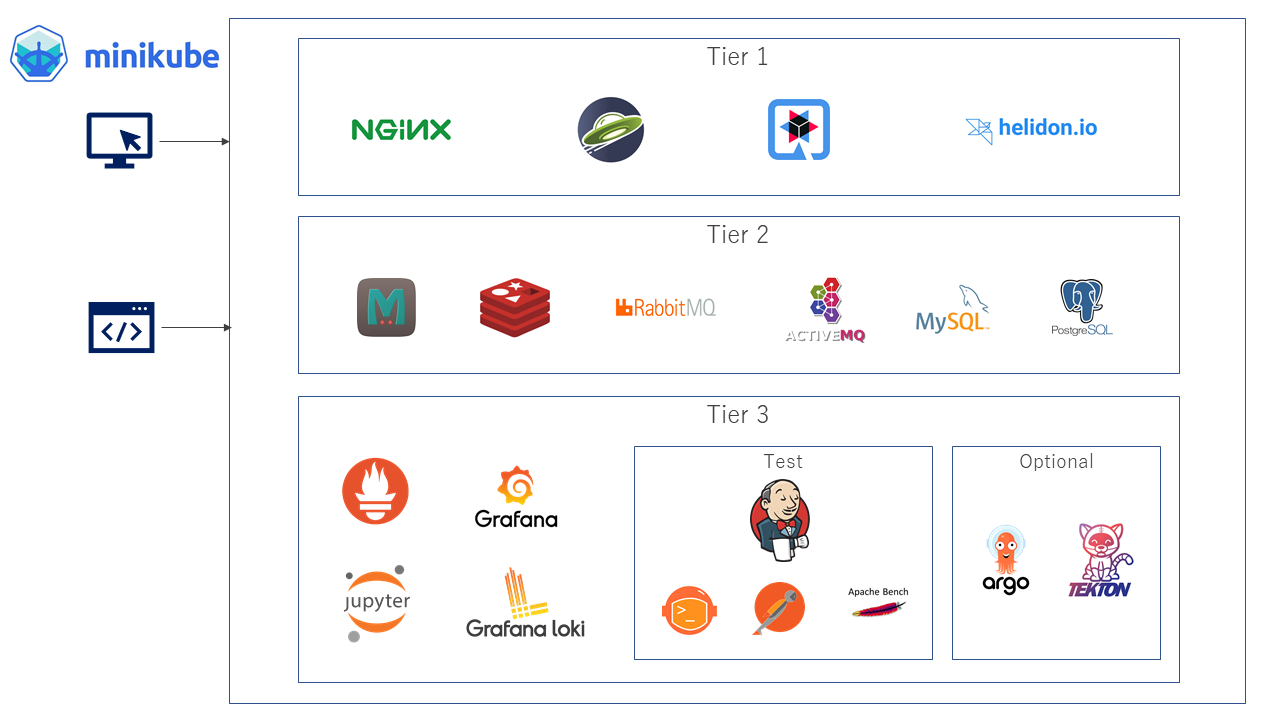 minikube
Tier 1
NGINX
helidon.io
Tier 2
M
RabbitMQ
ACTIVEMQ
MySQL™
PostgreSQL
</>
Tier 3
Test
Optional
Grafana
argo
TEKTON
jupyter
Grafana loki
>_
Apache Bench